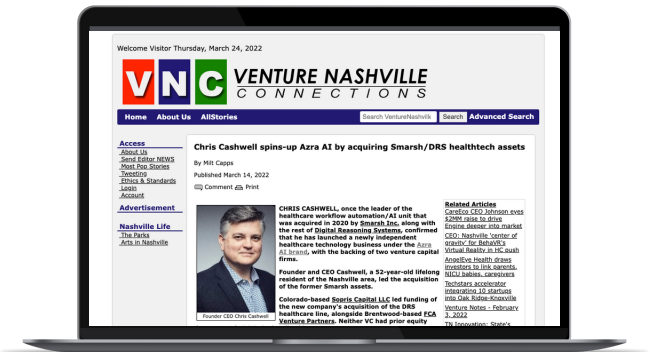 Welcome Visitor Thursday, March 24, 2022
VNC VENTURE NASHVILLE
CONNECTIONS
Home About Us AllStories Search VentureNashvill Search Advanced Search
Access
About Us
Send Editor NEWS
Most Pop Stories
Tweeting
Ethics & Standards
Login
Account
Advertisement
Nashville Life
The Parks
Arts in Nashville
Chris Cashwell spins-up Azra AI by acquiring Smarsh/DRS healthtech assets
By Milt Capps
Published March 14, 2022
Comment Print
Founder CEO Chris Cashwell
CHRIS CASHWELL, once the leader of the
healthcare workflow automation/AI unit that
was acquired in 2020 by Smarsh Inc, along with
the rest of Digital Reasoning Systems, confirmed
that he has launched a newly independent
healthcare technology business under the Azra
AI brand, with the backing of two venture capital
firms.
Founder and CEO Cashwell, a 52-year-old lifelong
resident of the Nashville area, led the acquisition
of the former Smarsh assets.
Colorado-based Sopris Capital LLC led funding of
the new company's acquisition of the DRS
healthcare line, alongside Brentwood-based FCA
Venture Partners. Neither VC had prior equity
Related Articles
CareEco CEO Johnson eyes
$2MM raise to drive
Engine deeper into market
CEO: Nashville 'center of
gravity' for BehaVR's
Virtual Reality in HC push
AngelEye Health draws
investors to link parents,
NICU babies, caregivers
Techstars accelerator
integrating 10 startups
into Oak Ridge-Knoxville
Venture Notes - February
3, 2022
TN Innovation: State's